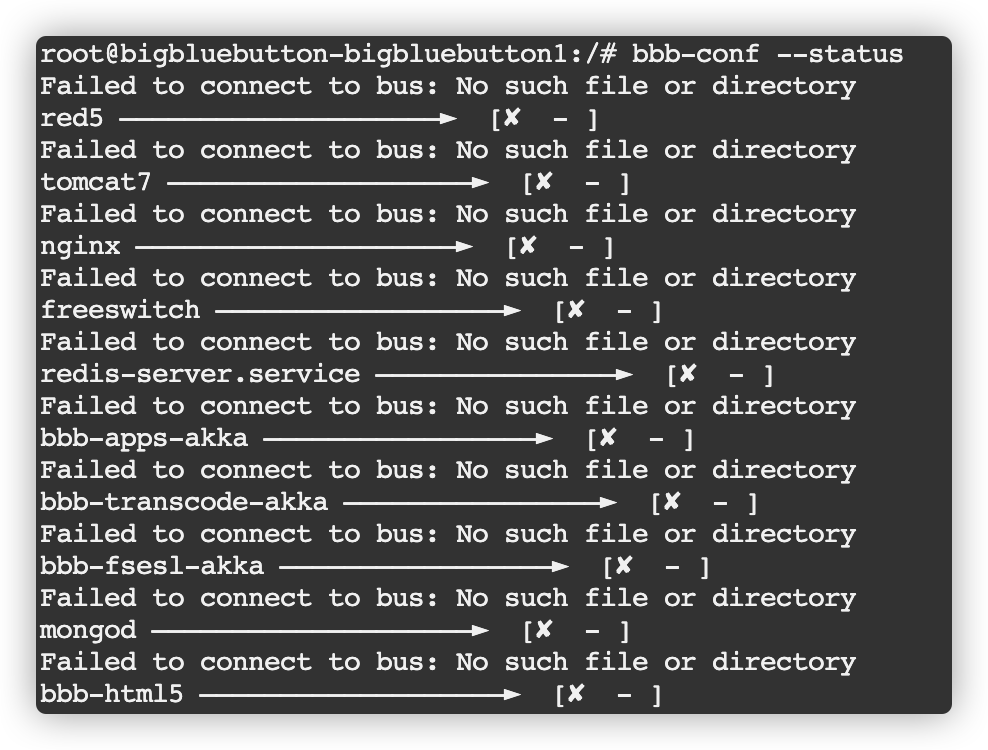 root@bigbluebutton-bigbluebutton1:/# bbb-conf --status
Failed to connect to bus: No such file or directory
red5 ————————► [✘ - ]
Failed to connect to bus: No such file or directory
tomcat7 ————————► [✘ - ]
Failed to connect to bus: No such file or directory
nginx ————————► [✘ - ]
Failed to connect to bus: No such file or directory
freeswitch ————————► [✘ - ]
Failed to connect to bus: No such file or directory
redis-server.service ————————► [✘ - ]
Failed to connect to bus: No such file or directory
bbb-apps-akka ————————► [✘ - ]
Failed to connect to bus: No such file or directory
bbb-transcode-akka ————————► [✘ - ]
Failed to connect to bus: No such file or directory
bbb-fsesl-akka ————————► [✘ - ]
Failed to connect to bus: No such file or directory
mongod ————————► [✘ - ]
Failed to connect to bus: No such file or directory
bbb-html5 ————————► [✘ - ]